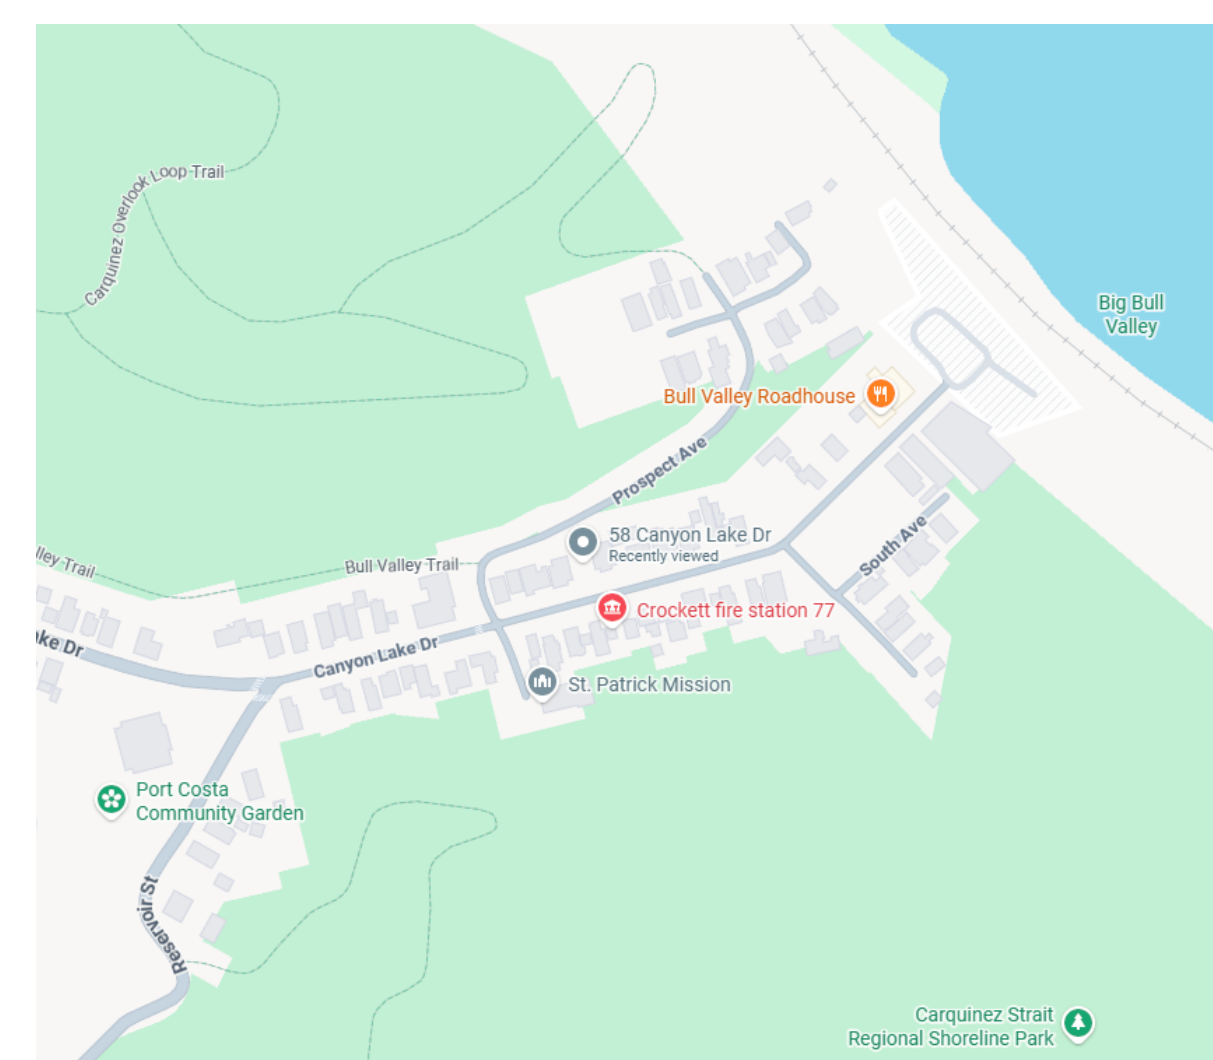 Carquinez Overlook Loop Trail
Big Bull
Valley
Bull Valley Roadhouse
Prospect Ave
58 Canyon Lake Dr
Recently viewed
South Ave
lley Trail
Bull Valley Trail
Crockett fire station 77
ke Dr
Canyon Lake Dr
St. Patrick Mission
Port Costa
Community Garden
Reservoir St
Carquinez Strait
Regional Shoreline Park